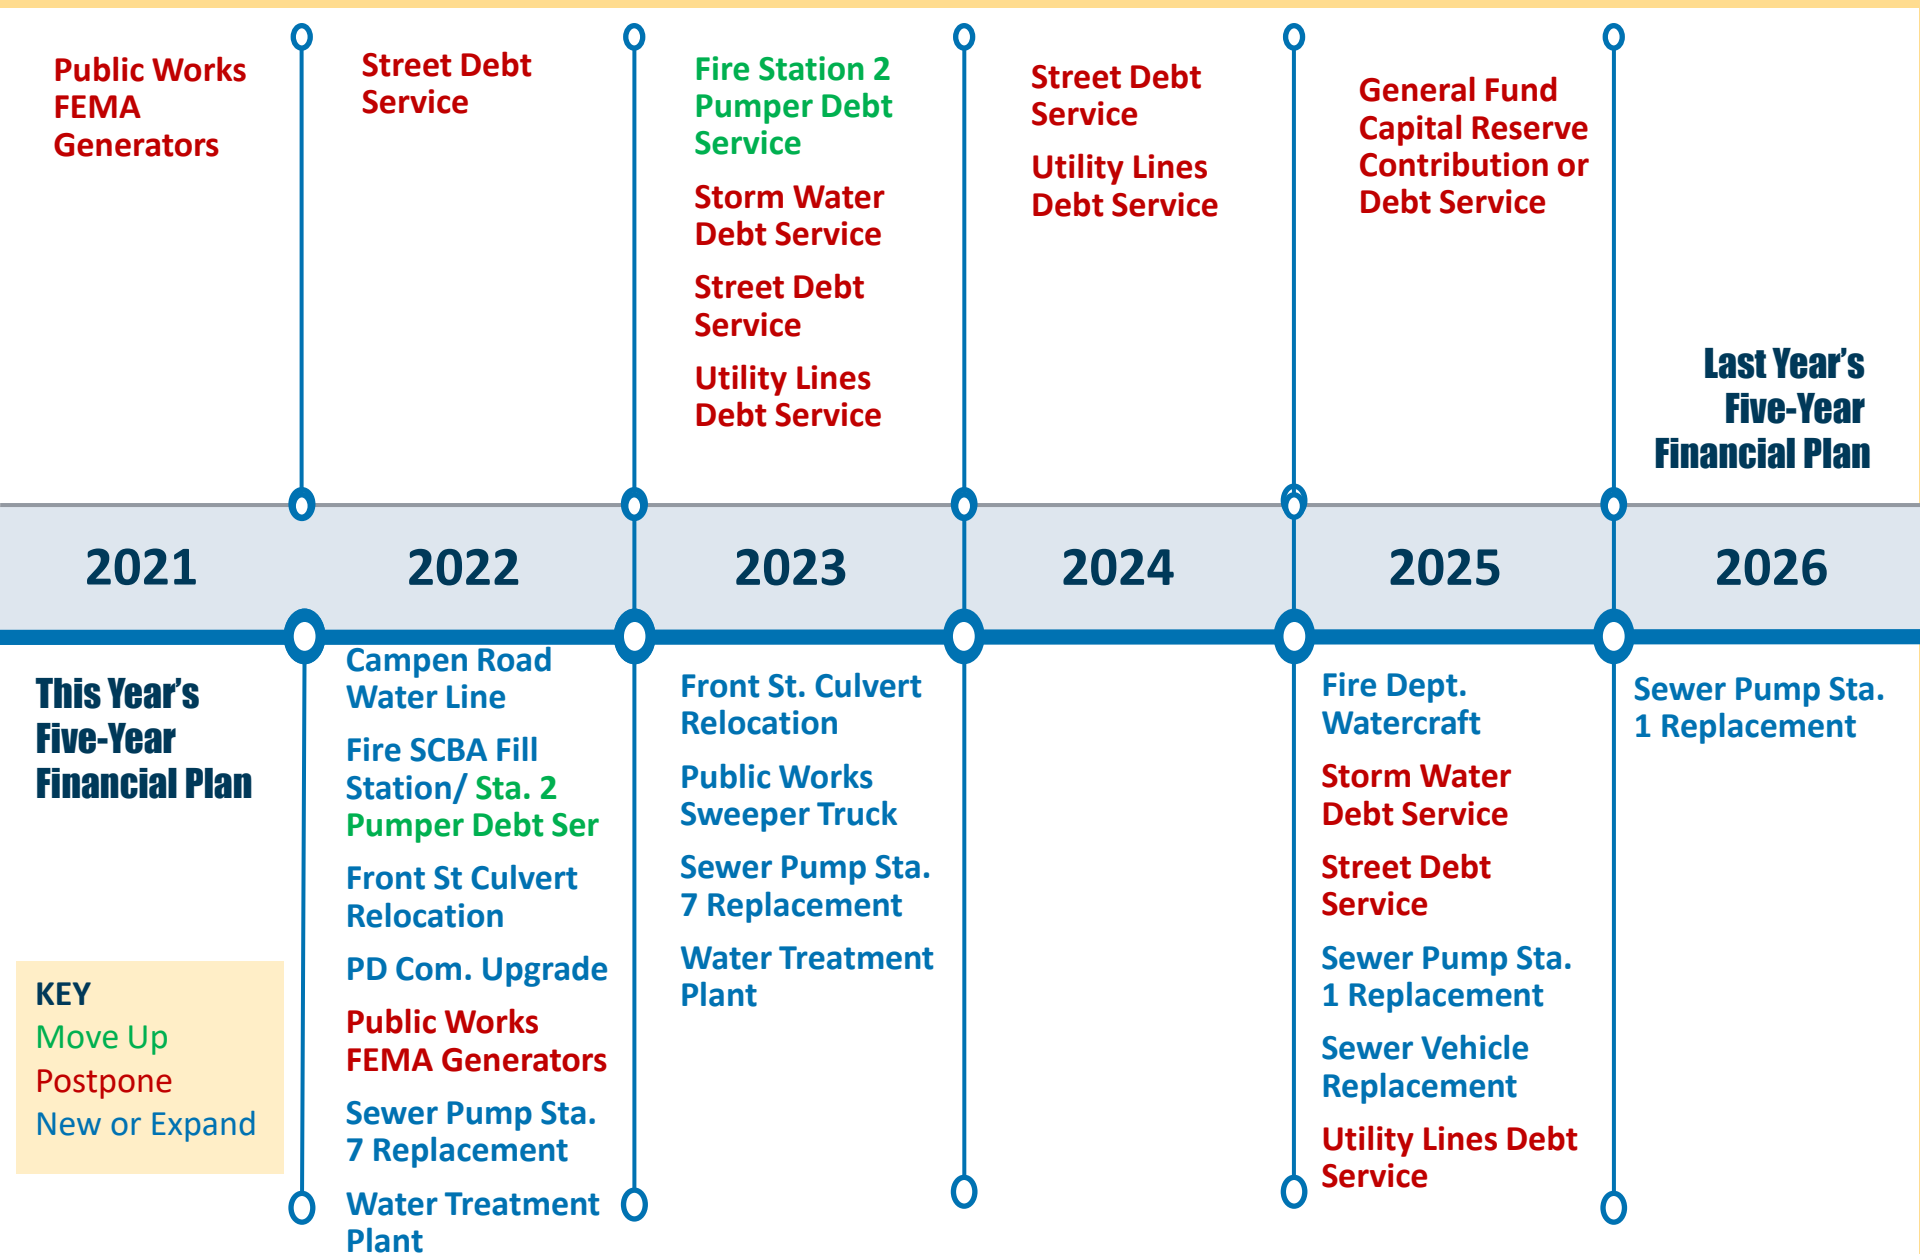 Public Works
FEMA
Generators
Street Debt
Service
Fire Station 2
Pumper Debt
Service
Storm Water
Debt Service
Street Debt
Service
Utility Lines
Debt Service
Street Debt
Service
Utility Lines
Debt Service
General Fund
Capital Reserve
Contribution or
Debt Service
Last Year's
Five-Year
Financial Plan
2021
2022
2023
2024
2025
2026
This Year's
Five-Year
Financial Plan
KEY
Move Up
Postpone
New or Expand
Campen Road
Water Line
Fire SCBA Fill
Station/ Sta. 2
Pumper Debt Ser
Front St Culvert
Relocation
PD Com. Upgrade
Public Works
FEMA Generators
Sewer Pump Sta.
7 Replacement
Water Treatment
Plant
Front St. Culvert
Relocation
Public Works
Sweeper Truck
Sewer Pump Sta.
7 Replacement
Water Treatment
Plant
Fire Dept.
Watercraft
Storm Water
Debt Service
Street Debt
Service
Sewer Pump Sta.
1 Replacement
Sewer Vehicle
Replacement
Utility Lines Debt
Service
Sewer Pump Sta.
1 Replacement